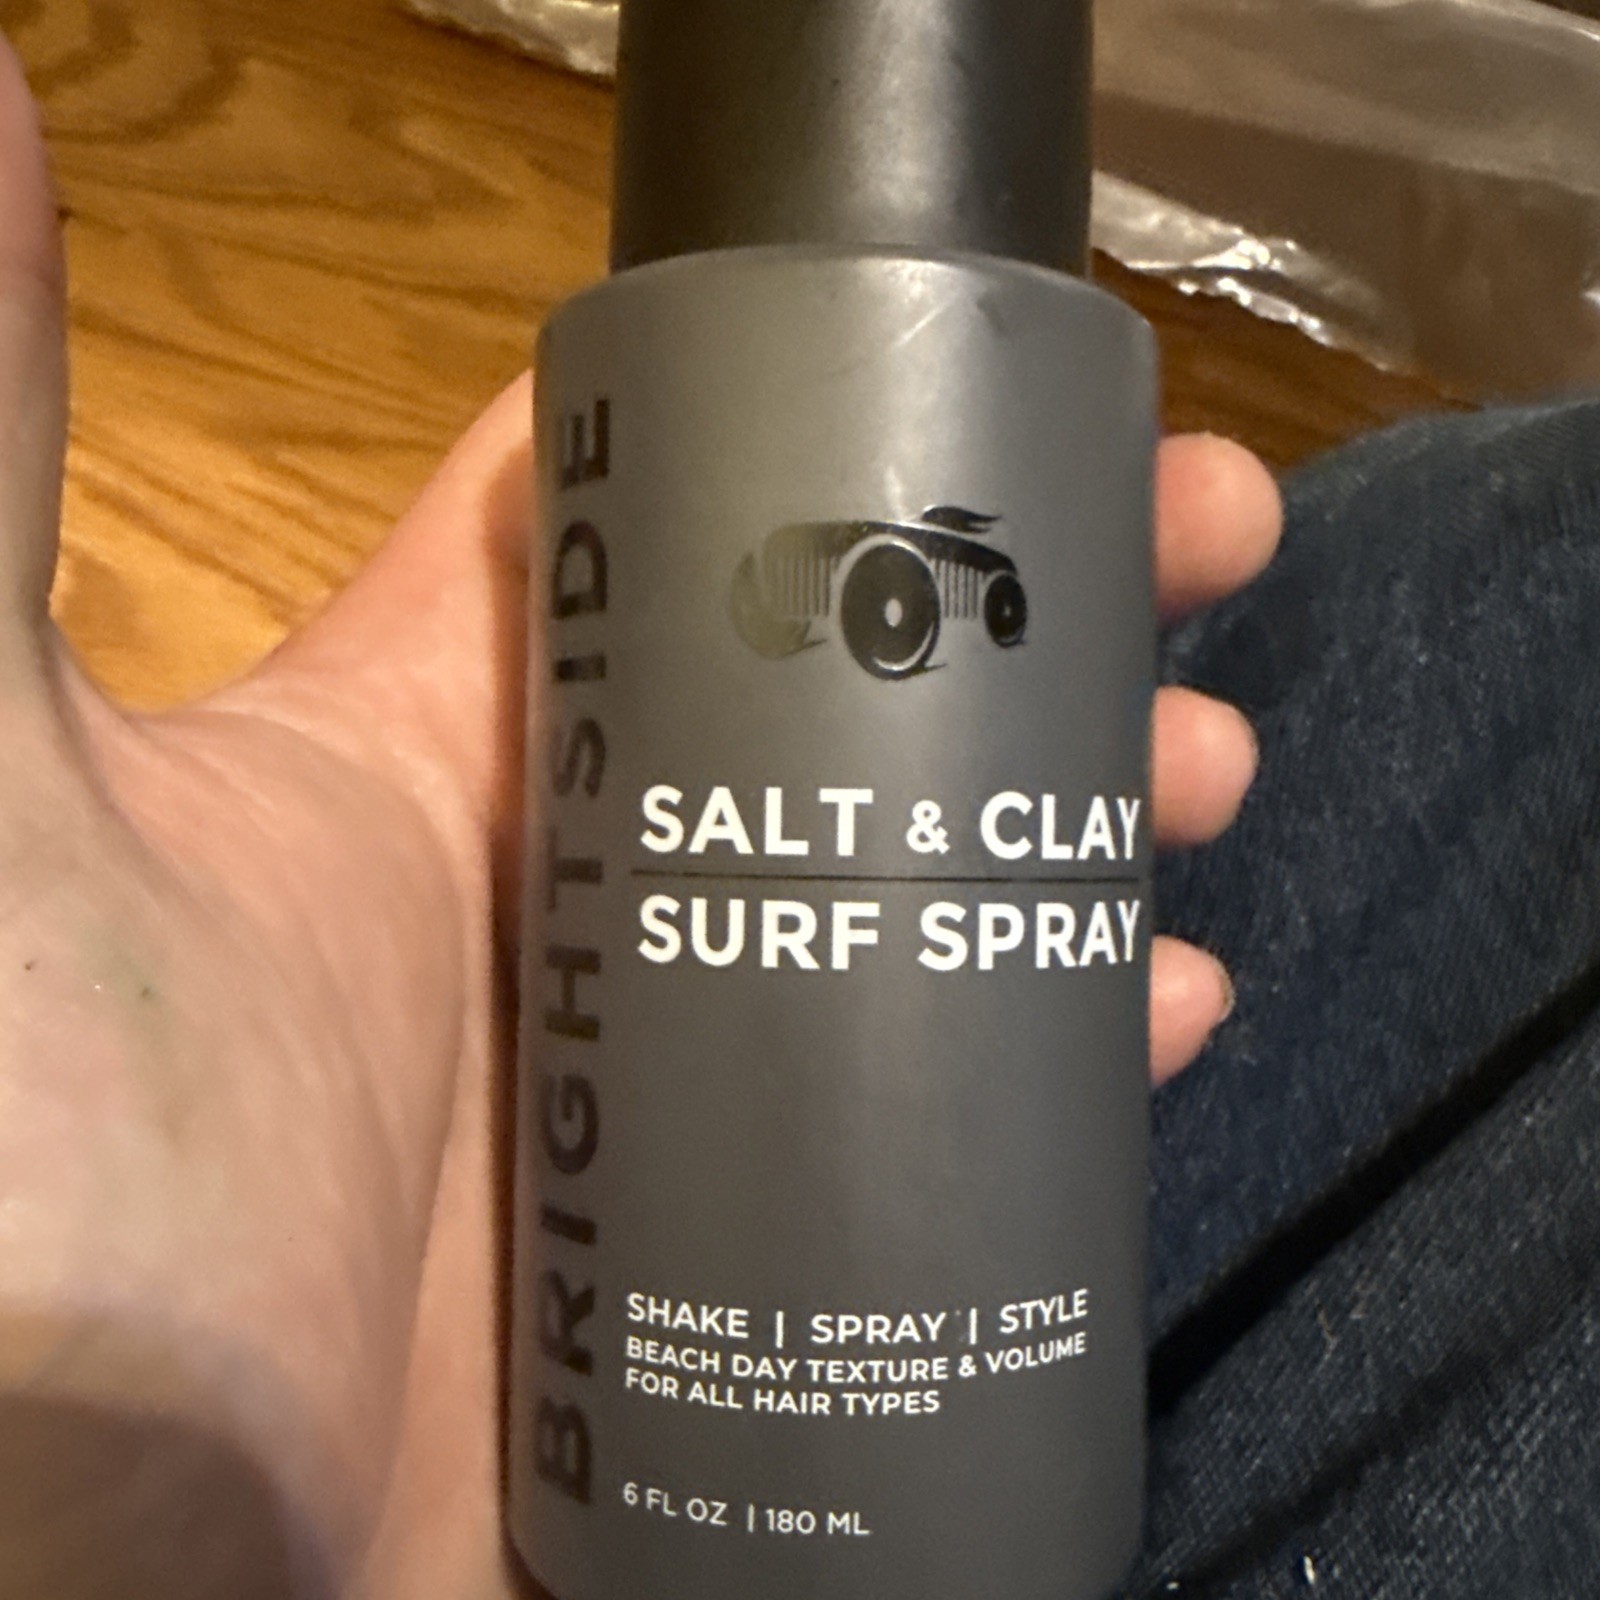 BRIGHTSIDE
SALT & CLAY
SURF SPRAY
SHAKE | SPRAY | STYLE
BEACH DAY TEXTURE & VOLUME
FOR ALL HAIR TYPES
6 FL OZ | 180 ML